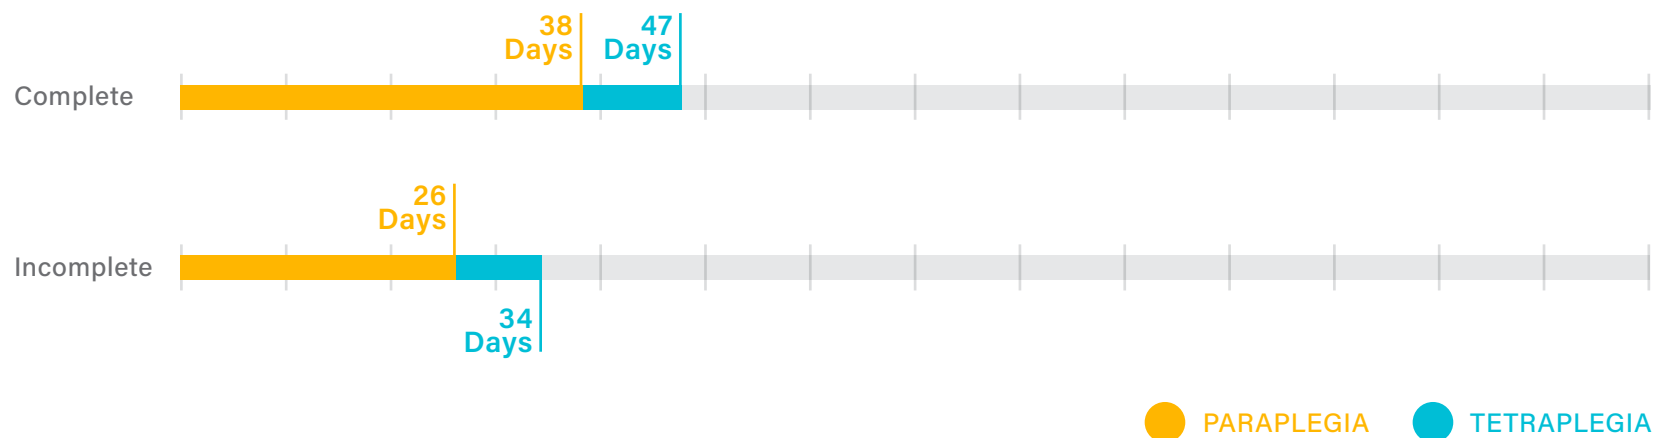 38
Days
47
Days
Complete
26
Days
Incomplete
34
Days
PARAPLEGIA
TETRAPLEGIA